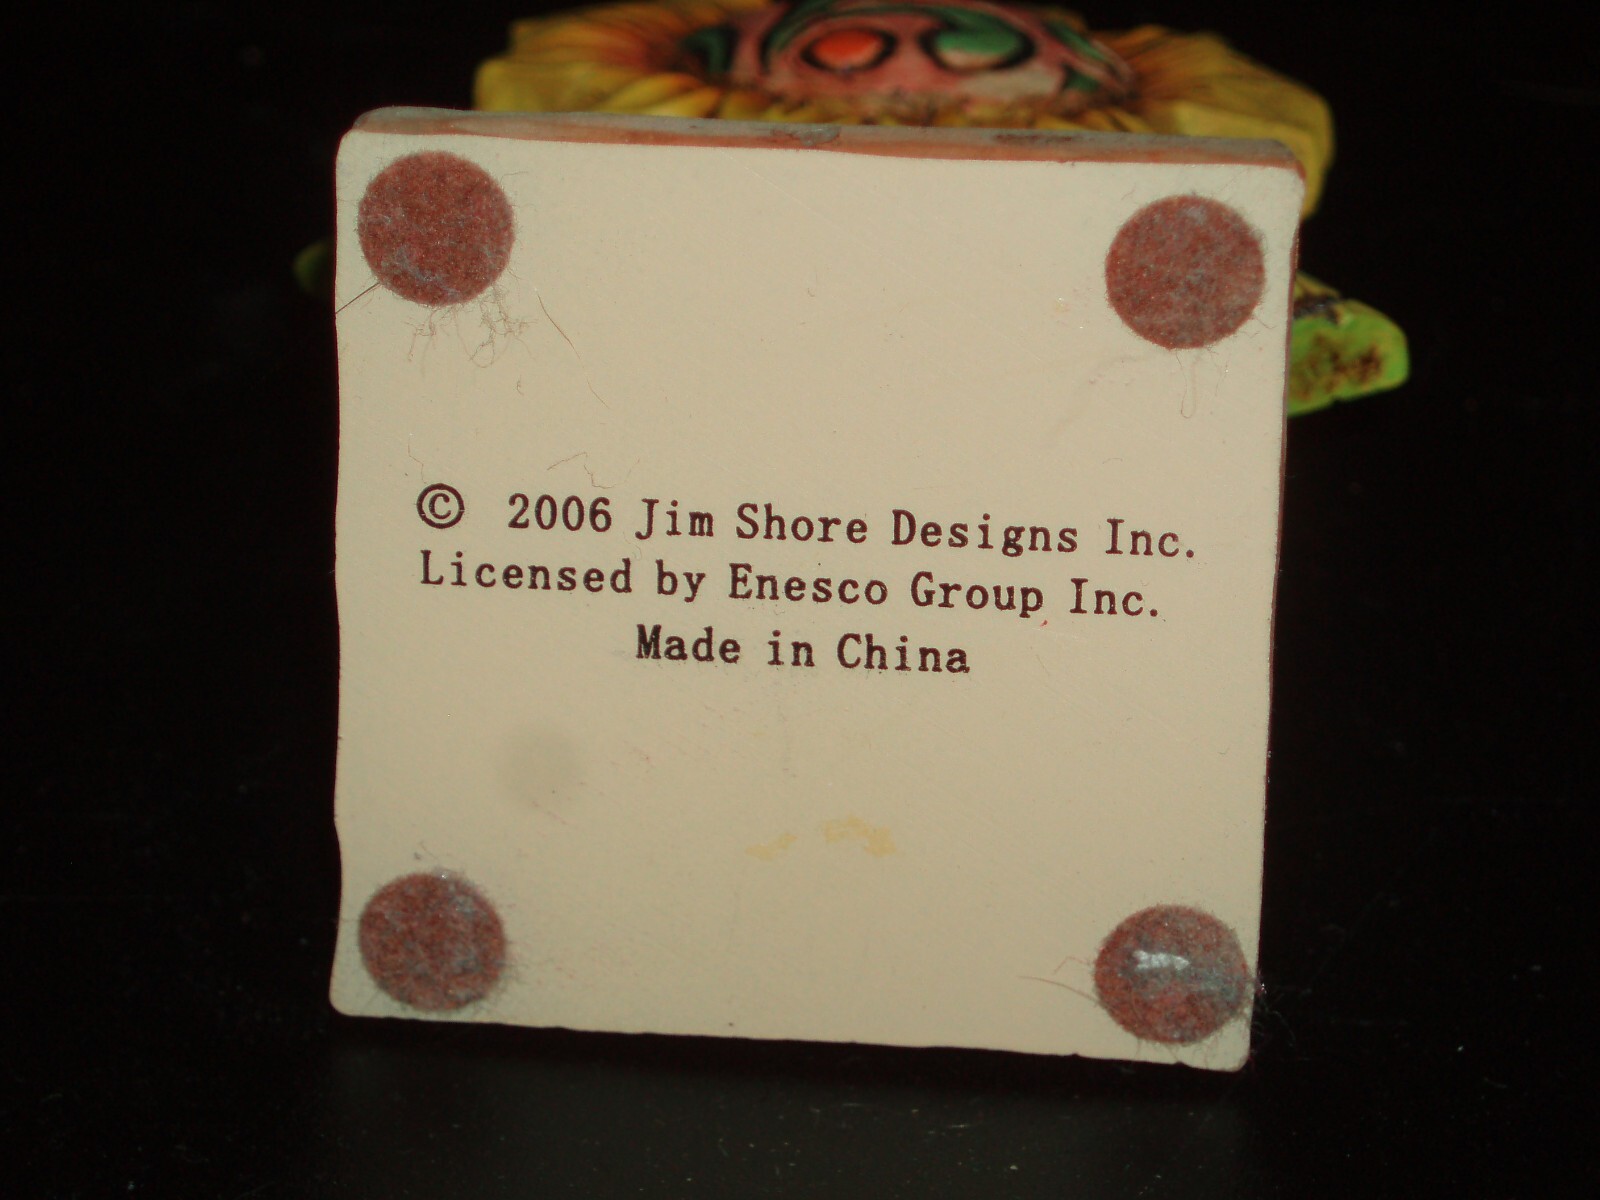 © 2006 Jim Shore Designs Inc.
Licensed by Enesco Group Inc.
Made in China